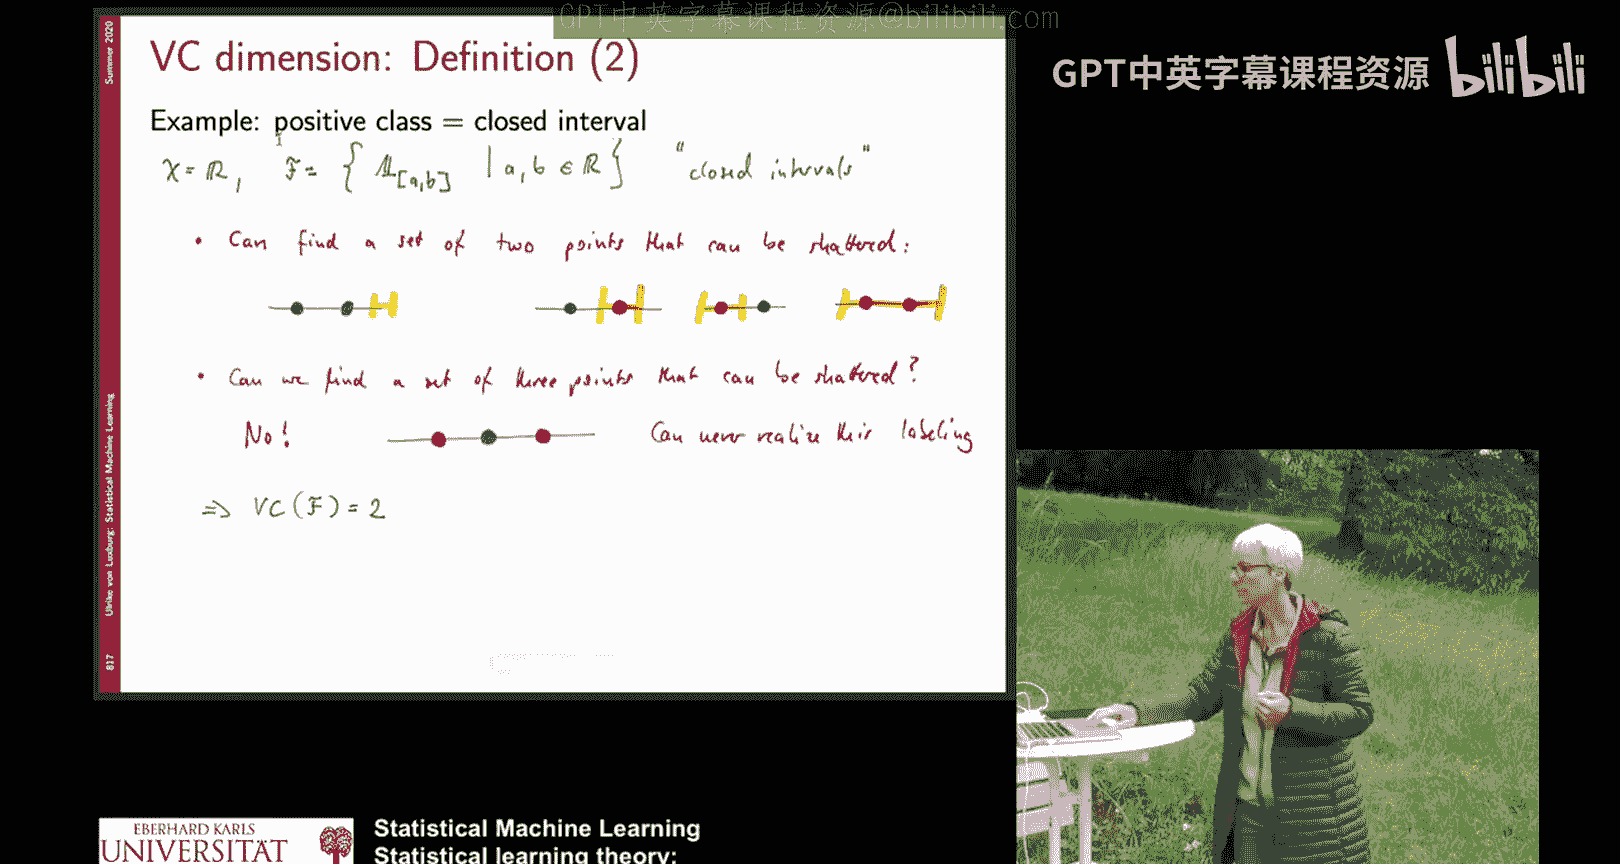 GPT中英字幕课程资源@bilibili.com
GPT中英字幕课程资源 bilibili
Summer 2020
VC dimension: Definition (2)
Example: positive class = closed interval
𝒳 = ℝ, ℱ = { 𝟙[a,b] | a, b ∈ ℝ } "closed intervals"
• Can find a set of two points that can be shattered:
• Can we find a set of three points that can be shattered?
No! Can never realize this labeling
⇒ VC(ℱ) = 2
Ulrike von Luxburg: Statistical Machine Learning
817
EBERHARD KARLS
UNIVERSITÄT
Statistical Machine Learning
Statistical learning theory: